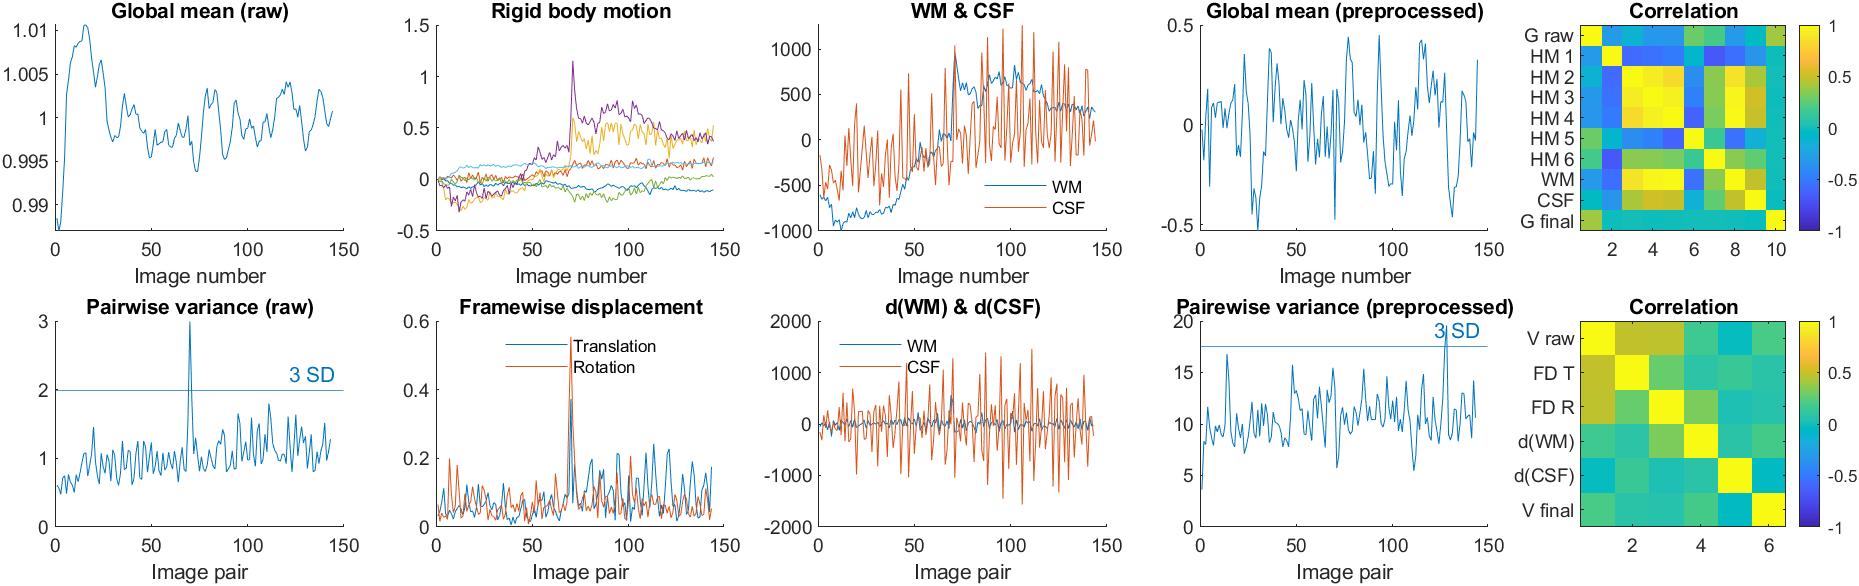 Global mean (raw)
1.01
1.005
1
0.995
0.99
0 50 100 150
Image number
Rigid body motion
1.5
1
0.5
0
-0.5
0 50 100 150
Image number
WM & CSF
1000
500
0
-500
-1000
WM
CSF
0 50 100 150
Image number
Global mean (preprocessed)
0.5
0
-0.5
0 50 100 150
Image number
Correlation
G raw
HM 1
HM 2
HM 3
HM 4
HM 5
HM 6
WM
CSF
G final
2 4 6 8 10
1
0.5
0
-0.5
-1
Pairwise variance (raw)
3
2
1
0
3 SD
0 50 100 150
Image pair
Framewise displacement
0.6
0.4
0.2
0
Translation
Rotation
0 50 100 150
Image pair
d(WM) & d(CSF)
2000
1000
0
-1000
-2000
WM
CSF
0 50 100 150
Image pair
Pairewise variance (preprocessed)
20
15
10
5
0
3 SD
0 50 100 150
Image pair
Correlation
V raw
FD T
FD R
d(WM)
d(CSF)
V final
2 4 6
1
0.5
0
-0.5
-1